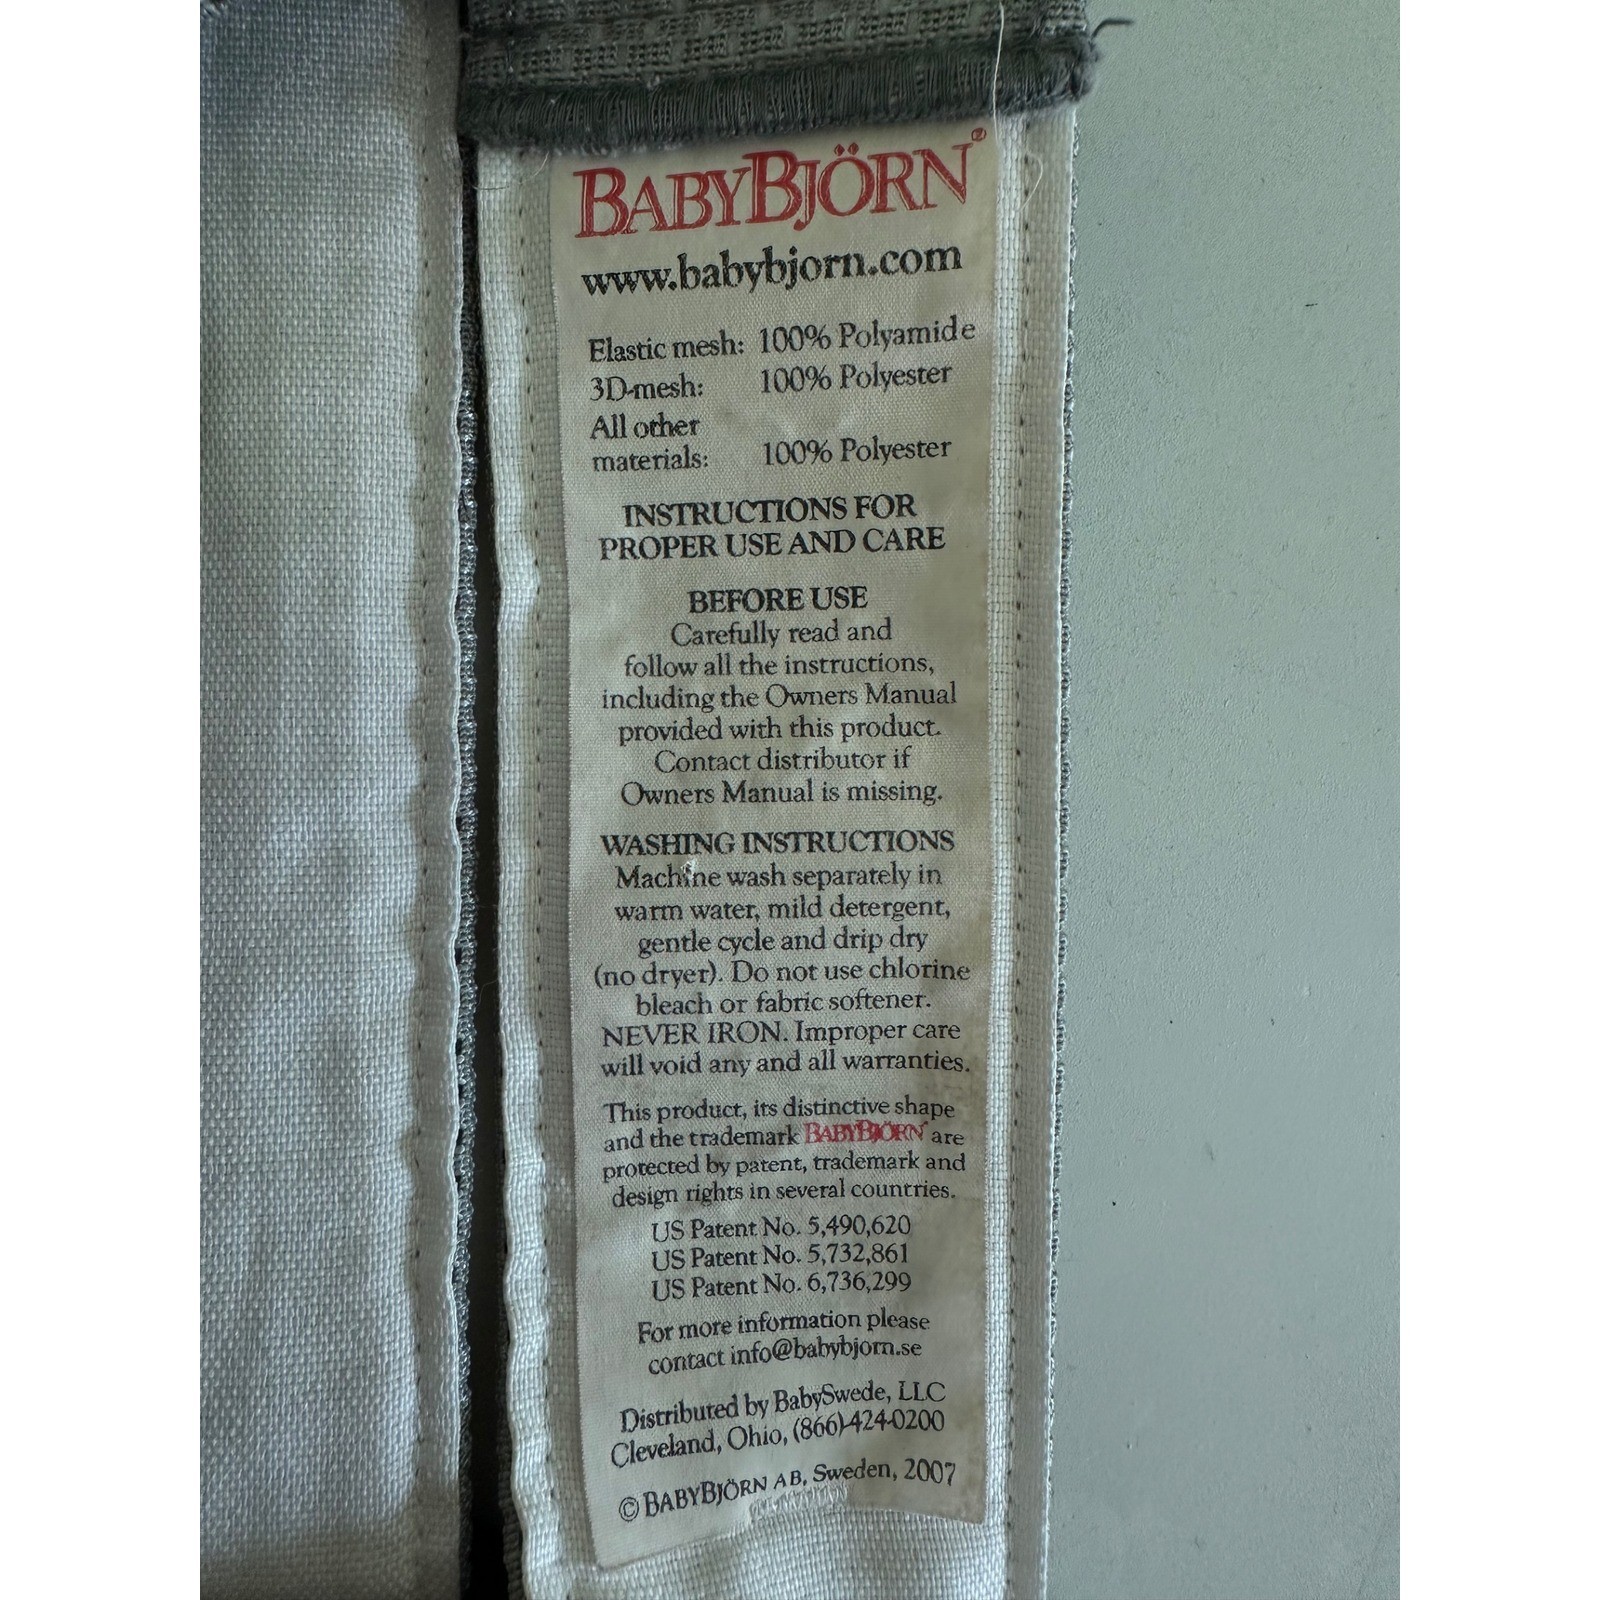 BABYBJÖRN®
www.babybjorn.com
Elastic mesh: 100% Polyamide
3D-mesh: 100% Polyester
All other
materials: 100% Polyester
INSTRUCTIONS FOR
PROPER USE AND CARE
BEFORE USE
Carefully read and
follow all the instructions,
including the Owners Manual
provided with this product.
Contact distributor if
Owners Manual is missing.
WASHING INSTRUCTIONS
Machine wash separately in
warm water, mild detergent,
gentle cycle and drip dry
(no dryer). Do not use chlorine
bleach or fabric softener.
NEVER IRON. Improper care
will void any and all warranties.
This product, its distinctive shape
and the trademark BABYBJÖRN® are
protected by patent, trademark and
design rights in several countries.
US Patent No. 5,490,620
US Patent No. 5,732,861
US Patent No. 6,736,299
For more information please
contact info@babybjorn.se
Distributed by BabySwede, LLC
Cleveland, Ohio, (866)-424-0200
© BABYBJÖRN AB, Sweden, 2007